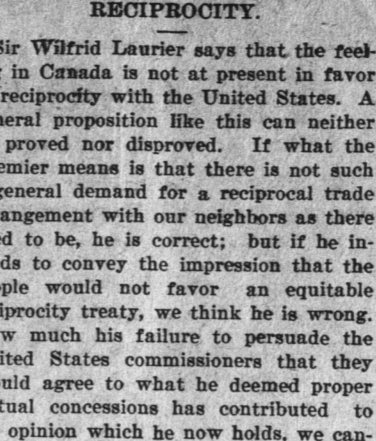 RECIPROCITY.
Sir Wilfrid Laurier says that the feel-
in Canada is not at present in favor
reciprocity with the United States. A
neral proposition like this can neither
proved nor disproved. If what the
emier means is that there is not such
general demand for a reciprocal trade
angement with our neighbors as there
ed to be, he is correct; but if he in-
ds to convey the impression that the
ople would not favor an equitable
iprocity treaty, we think he is wrong.
w much his failure to persuade the
ited States commissioners that they
uld agree to what he deemed proper
tual concessions has contributed to
opinion which he now holds, we can-